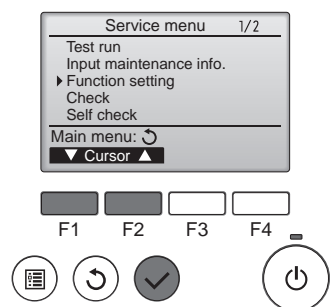 Service menu 1/2
Test run
Input maintenance info.
Function setting
Check
Self check
Main menu:
Cursor
F1 F2 F3 F4